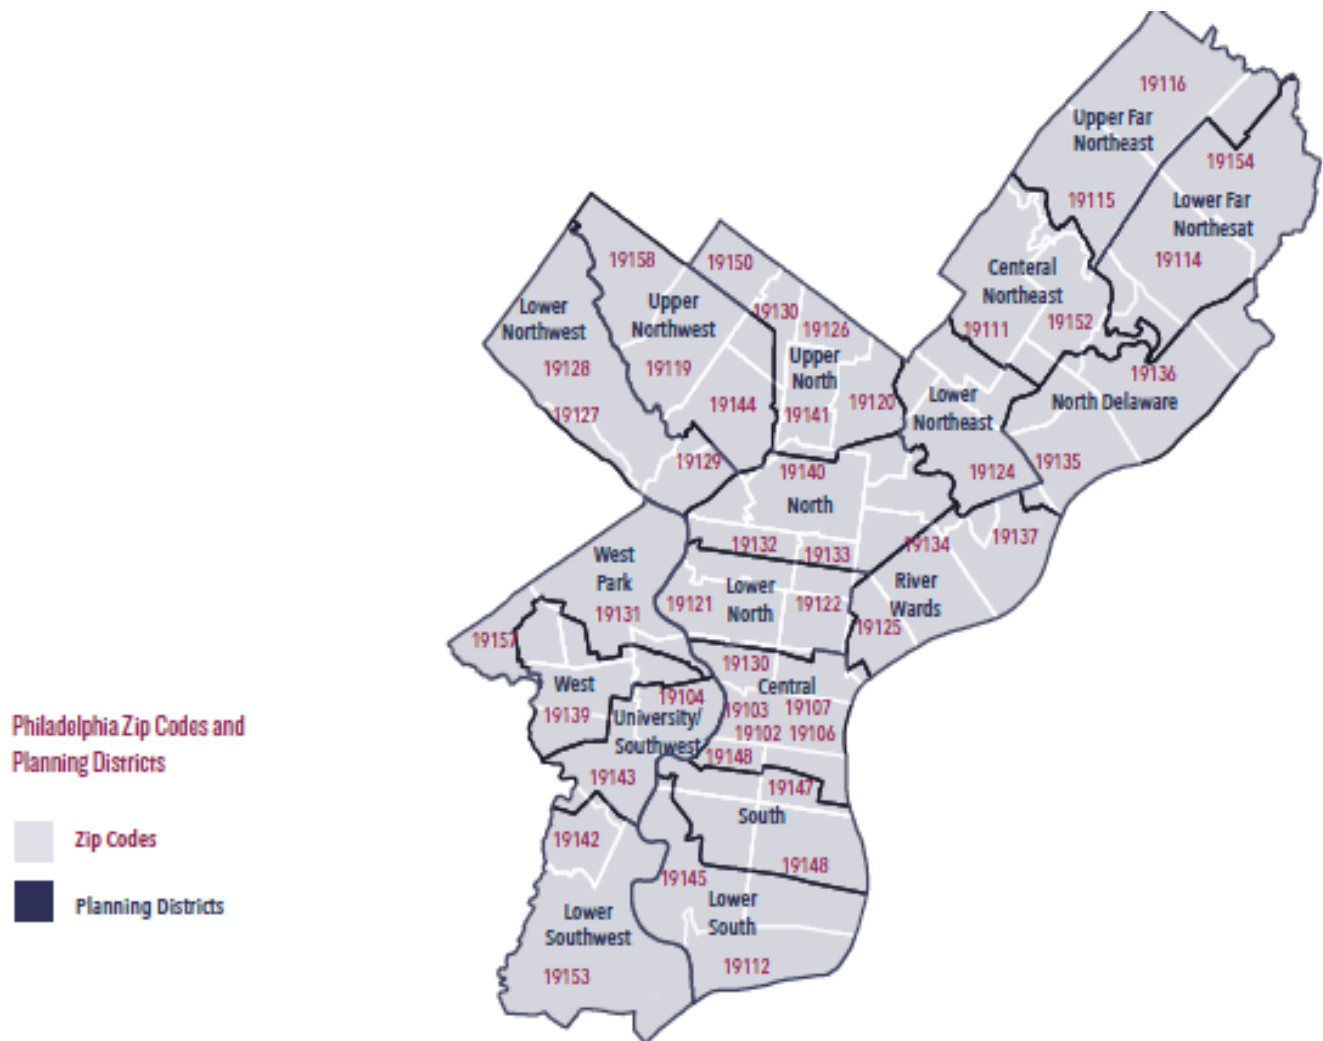 19116
Upper Far
Northeast
19154
19115
Lower Far
Northesat
19114
19158
19150
Centeral
Northeast
Lower
Northwest
Upper
Northwest
19130
19126
19111
19152
Upper
North
19128
19119
19136
19127
19144
19141
19120
Lower
Northeast
North Delaware
19129
19140
19124
19135
North
19132
19133
19134
19137
West
Park
Lower
North
River
Wards
19131
19121
19122
19125
19157
19130
West
19104
Central
19139
University/
Southwest
19103
19107
19102
19106
19148
19143
19147
South
19142
19148
19145
Lower
Southwest
Lower
South
19153
19112
Philadelphia Zip Codes and
Planning Districts
Zip Codes
Planning Districts